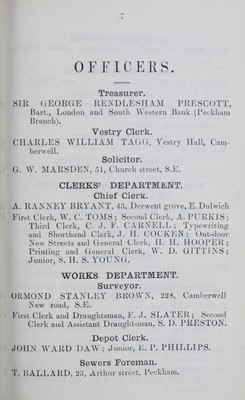 7
OFFICERS.
Treasurer.
SIR GEORGE RENDLESHAM PRESCOTT,
Bart., London and South Western Bank (Peckham
Branch).
Vestry Clerk.
CHARLES WILLIAM TAGG, Vestry Hall, Cam-
berwell.
Solicitor.
G. W. MARSDEN, 51, Church street, S.E.
CLERKS' DEPARTMENT.
Chief Clerk.
A. RANNEY BRYANT, 43, Derwent grove, E. Dulwich
First Clerk, W. C. TOMS; Second Clerk, A. PURKIS;
Third Clerk, C. J. F. CARNELL; Typewriting
and Shorthand Clerk, J. H. COCKEN; Out-door
New Streets and General Clerk, H. H. HOOPER;
Printing and General Clerk, W. D. GITTINS;
Junior, S. H. S. YOUNG.
WORKS DEPARTMENT.
Surveyor.
ORMOND STANLEY BROWN, 228, Camberwell
New road, S.E.
First Clerk and Draughtsman, F. J. SLATER; Second
Clerk and Assistant Draughtsman, S. D. PRESTON.
Depot Clerk.
JOHN WARD DAW; Junior, E. P. PHILLIPS.
Sewers Foreman.
T. BALLARD, 23, Arthur street, Peckham.